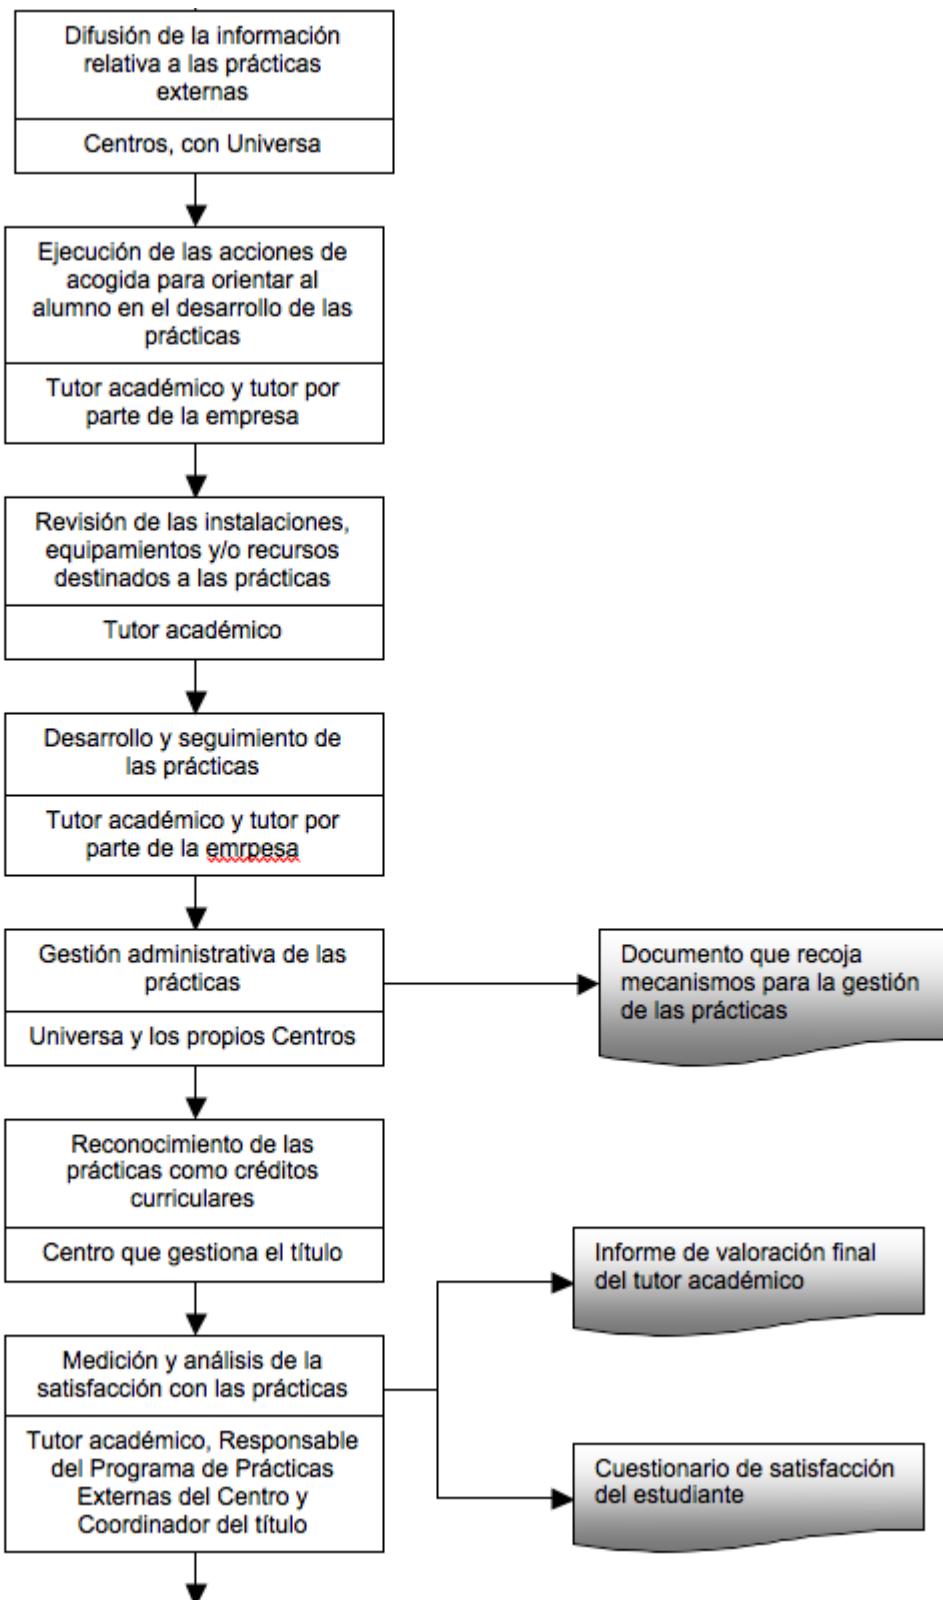 Difusión de la información
relativa a las prácticas
externas
Centros, con Universa
Ejecución de las acciones de
acogida para orientar al
alumno en el desarrollo de las
prácticas
Tutor académico y tutor por
parte de la empresa
Revisión de las instalaciones,
equipamientos y/o recursos
destinados a las prácticas
Tutor académico
Desarrollo y seguimiento de
las prácticas
Tutor académico y tutor por
parte de la emrpesa
Gestión administrativa de las
prácticas
Universa y los propios Centros
Documento que recoja
mecanismos para la gestión
de las prácticas
Reconocimiento de las
prácticas como créditos
curriculares
Centro que gestiona el título
Informe de valoración final
del tutor académico
Medición y análisis de la
satisfacción con las prácticas
Tutor académico, Responsable
del Programa de Prácticas
Externas del Centro y
Coordinador del título
Cuestionario de satisfacción
del estudiante